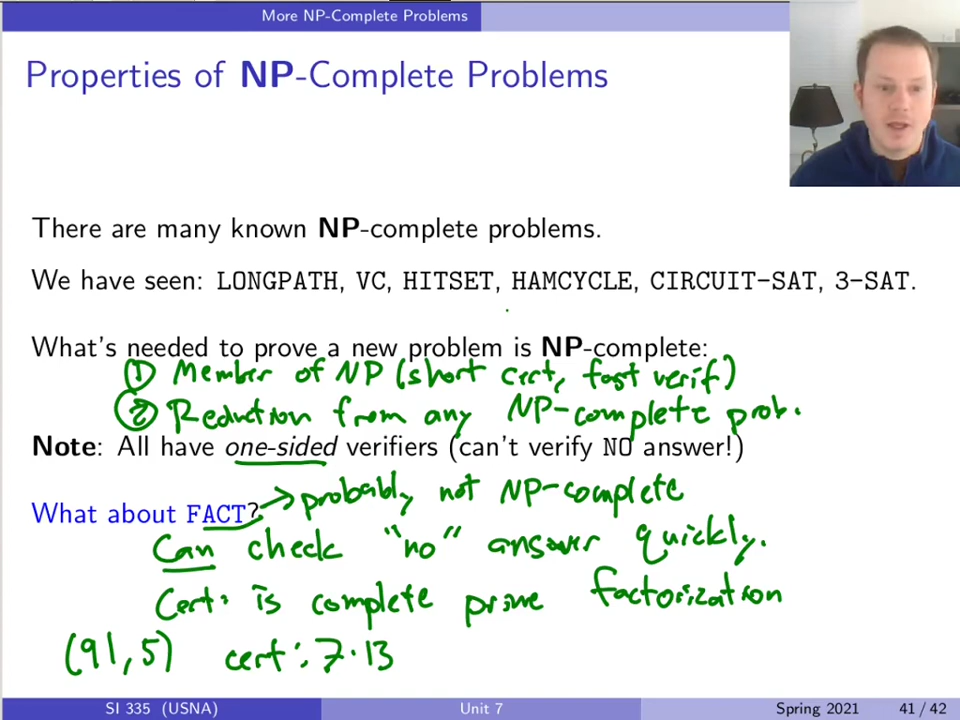 More NP-Complete Problems
Properties of NP-Complete Problems
There are many known NP-complete problems.
We have seen: LONGPATH, VC, HITSET, HAMCYCLE, CIRCUIT-SAT, 3-SAT.
What's needed to prove a new problem is NP-complete:
① Member of NP (short cert, fast verif)
② Reduction from any NP-complete prob.
Note: All have one-sided verifiers (can't verify NO answer!)
What about FACT? → probably not NP-complete
Can check "no" answer quickly.
Cert: is complete prime factorization
(91,5) cert: 7·13
SI 335 (USNA) Unit 7 Spring 2021 41 / 42